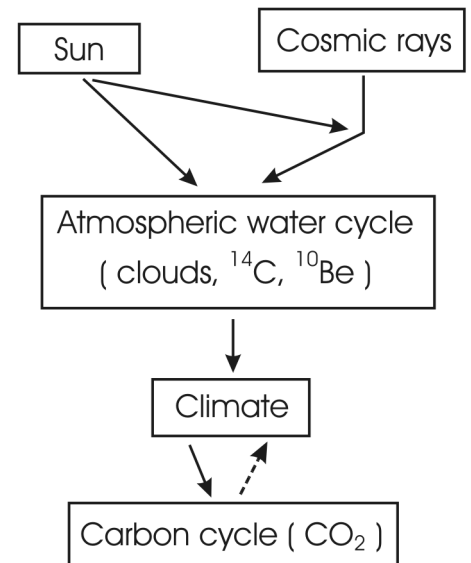 Sun
Cosmic rays
Atmospheric water cycle
( clouds, ¹⁴C, ¹⁰Be )
Climate
Carbon cycle ( CO₂ )